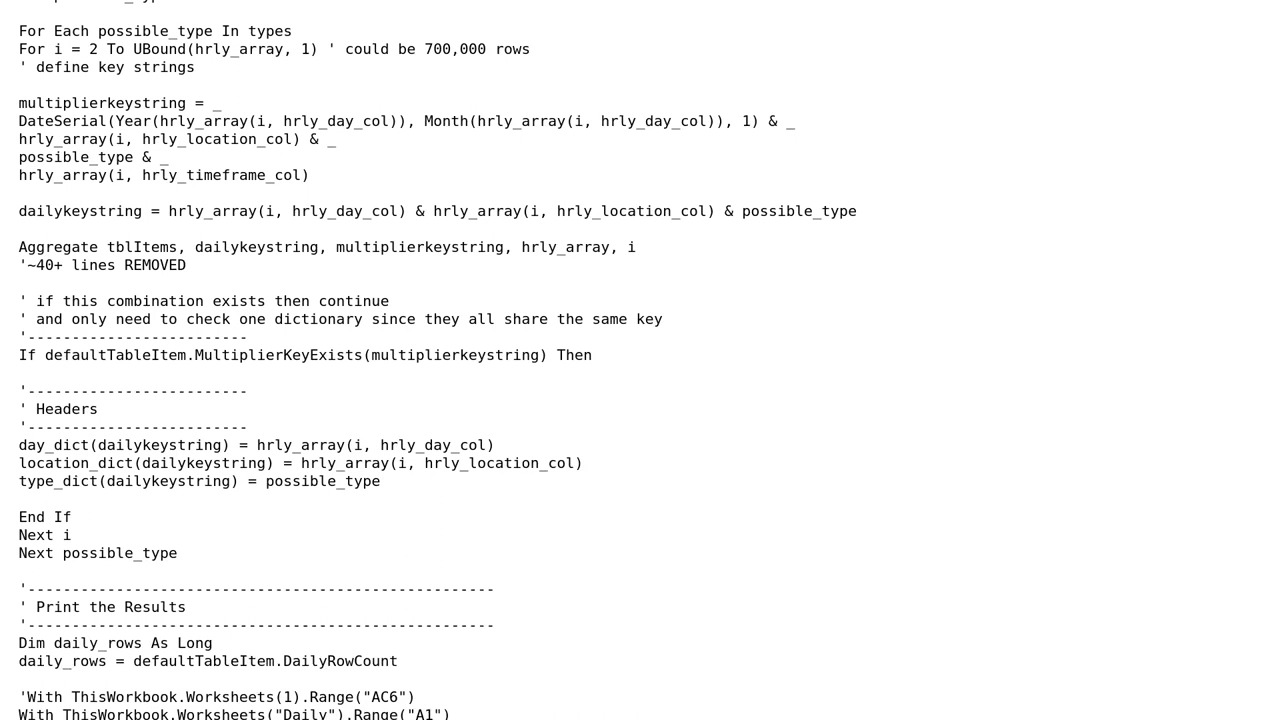 For Each possible_type In types
For i = 2 To UBound(hrly_array, 1) ' could be 700,000 rows
' define key strings
multiplierkeystring = _
DateSerial(Year(hrly_array(i, hrly_day_col)), Month(hrly_array(i, hrly_day_col)), 1) & _
hrly_array(i, hrly_location_col) & _
possible_type & _
hrly_array(i, hrly_timeframe_col)
dailykeystring = hrly_array(i, hrly_day_col) & hrly_array(i, hrly_location_col) & possible_type
Aggregate tblItems, dailykeystring, multiplierkeystring, hrly_array, i
'~40+ lines REMOVED
' if this combination exists then continue
' and only need to check one dictionary since they all share the same key
'-------------------------
If defaultTableItem.MultiplierKeyExists(multiplierkeystring) Then
'-------------------------
' Headers
'-------------------------
day_dict(dailykeystring) = hrly_array(i, hrly_day_col)
location_dict(dailykeystring) = hrly_array(i, hrly_location_col)
type_dict(dailykeystring) = possible_type
End If
Next i
Next possible_type
'-----------------------------------------------------
' Print the Results
'-----------------------------------------------------
Dim daily_rows As Long
daily_rows = defaultTableItem.DailyRowCount
'With ThisWorkbook.Worksheets(1).Range("AC6")
With ThisWorkbook.Worksheets("Daily").Range("A1")